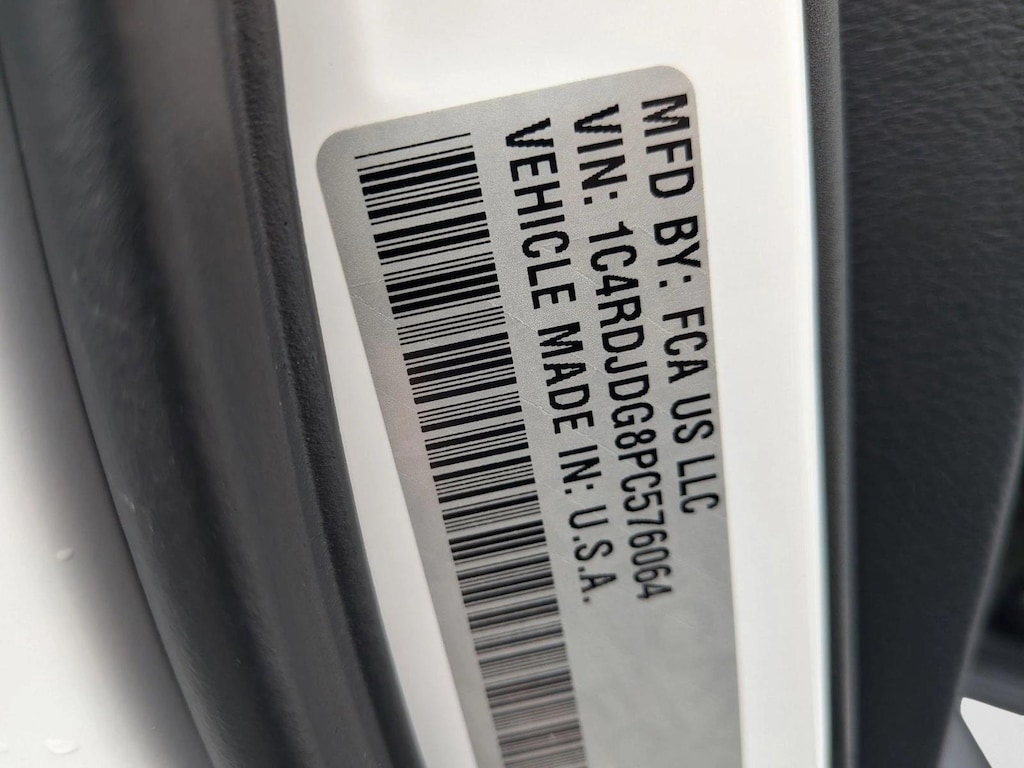 MFD BY: FCA US LLC
VIN: 1C4RDJDG8PC576064
VEHICLE MADE IN: U.S.A.